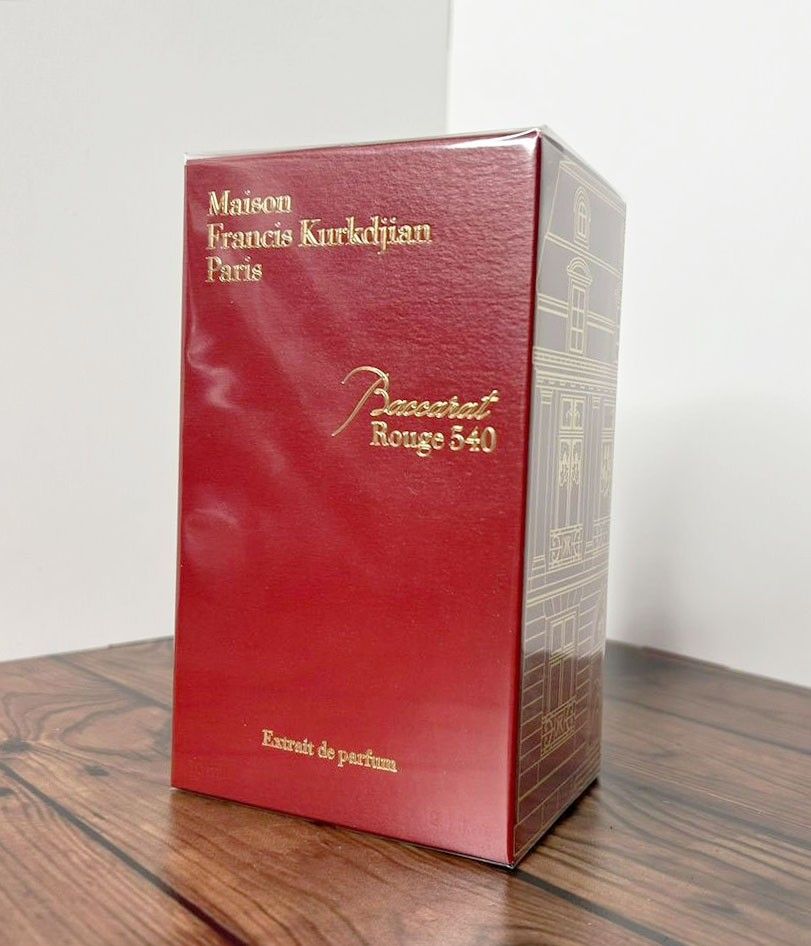 Maison
Francis Kurkdjian
Paris
Baccarat
Rouge 540
Extrait de parfum